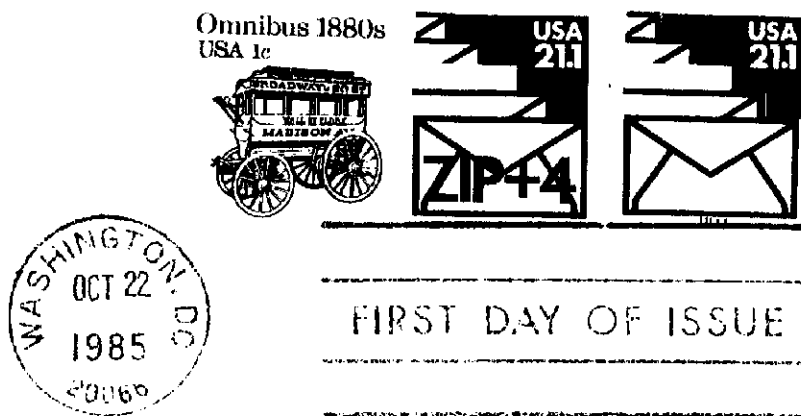 Omnibus 1880s
USA 1c
BROADWAY
MADISON AV.
USA
21.1
ZIP+4
USA
21.1
WASHINGTON, DC
OCT 22
1985
20066
FIRST DAY OF ISSUE